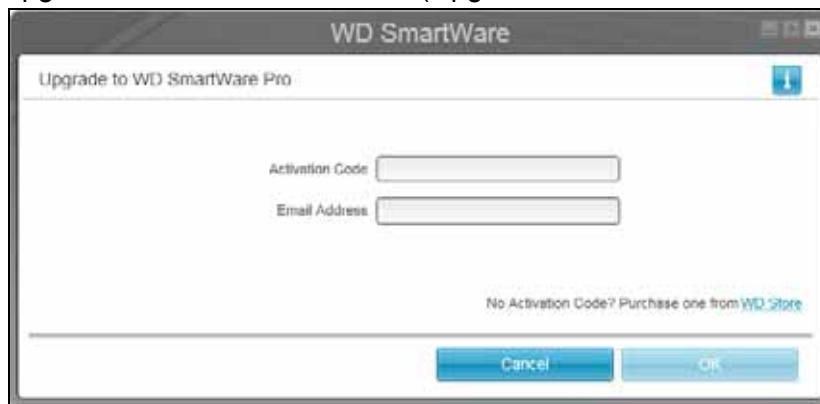 WD SmartWare
Upgrade to WD SmartWare Pro
Activation Code
Email Address
No Activation Code? Purchase one from WD Store
Cancel
OK